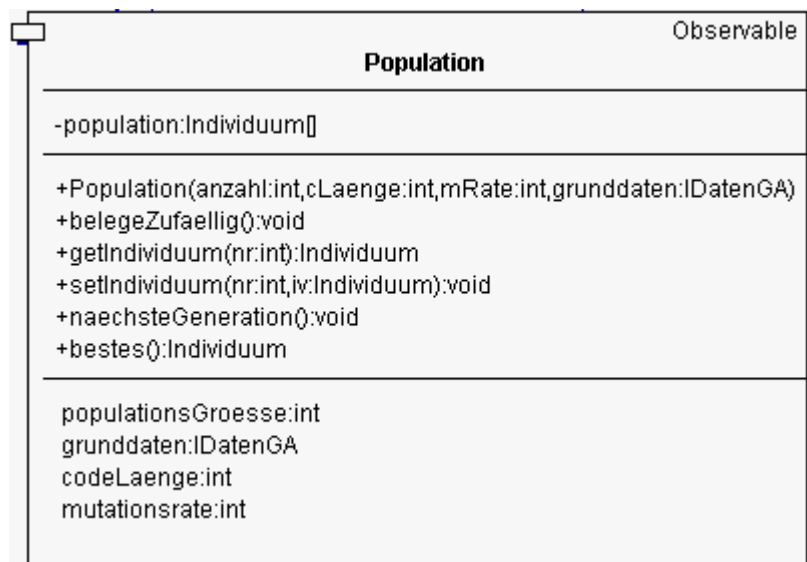 Observable
Population
-population:Individuum[]
+Population(anzahl:int,cLaenge:int,mRate:int,grunddaten:IDatenGA)
+belegeZufaellig():void
+getIndividuum(nr:int):Individuum
+setIndividuum(nr:int,iv:Individuum):void
+naechsteGeneration():void
+bestes():Individuum
populationsGroesse:int
grunddaten:IDatenGA
codeLaenge:int
mutationsrate:int